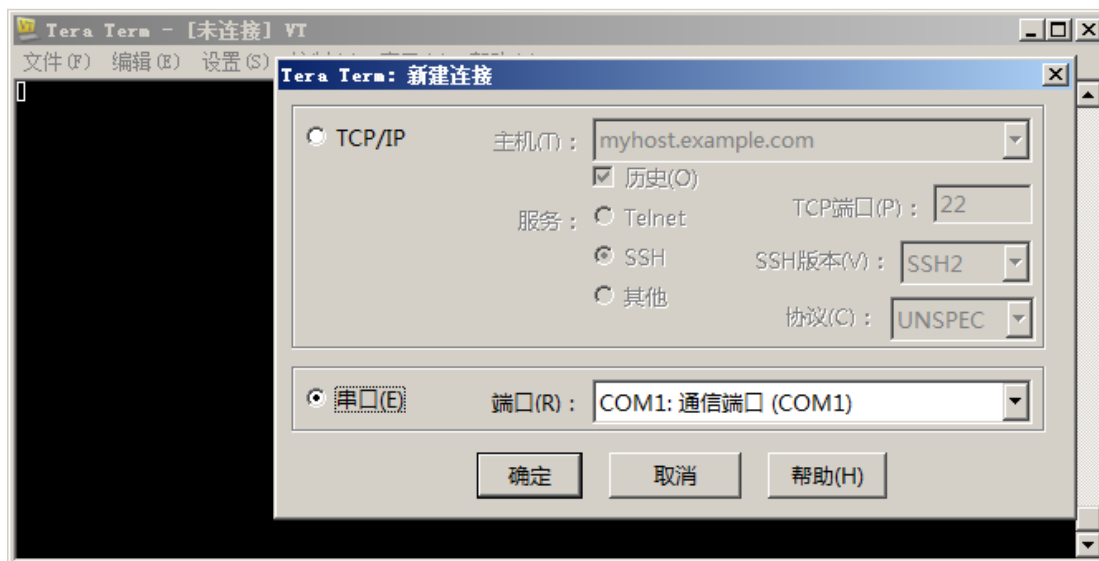 Tera Term - [未连接] VT
文件(F) 编辑(E) 设置(S)
Tera Term: 新建连接
TCP/IP 主机(T): myhost.example.com
历史(O)
服务: Telnet TCP端口(P): 22
SSH SSH版本(V): SSH2
其他 协议(C): UNSPEC
串口(E) 端口(R): COM1: 通信端口 (COM1)
确定 取消 帮助(H)